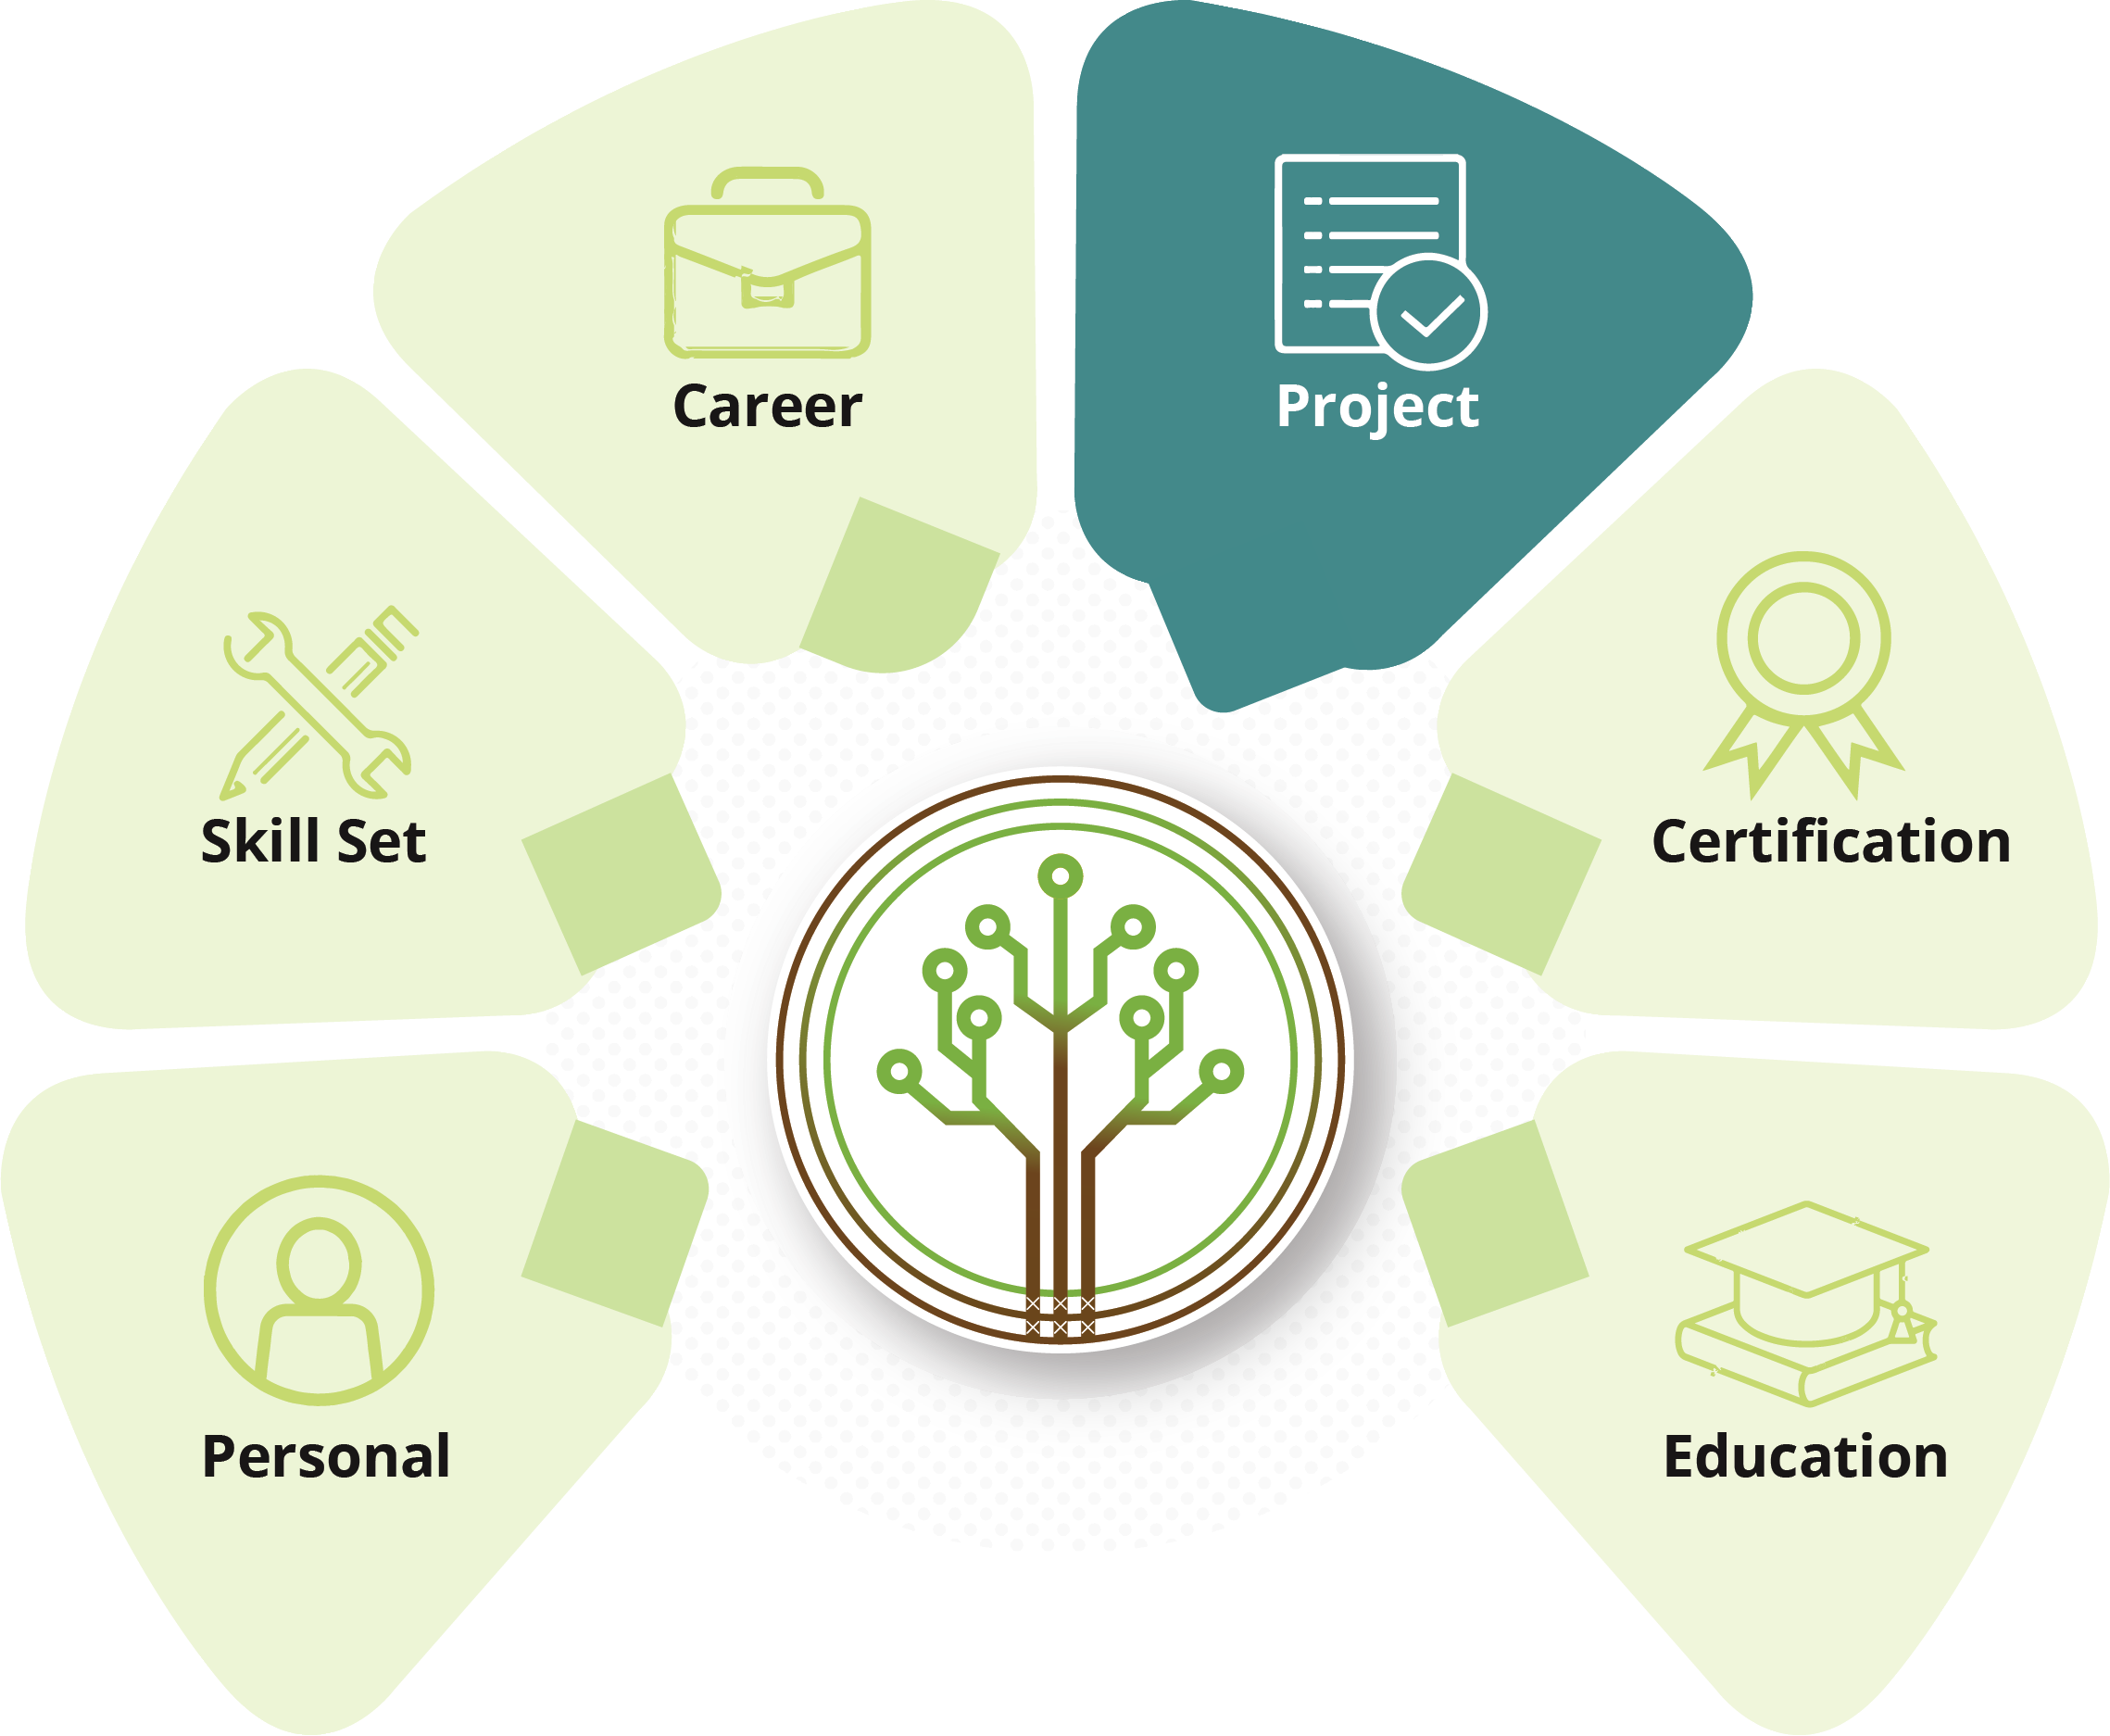 Career
Project
Skill Set
Certification
Personal
Education